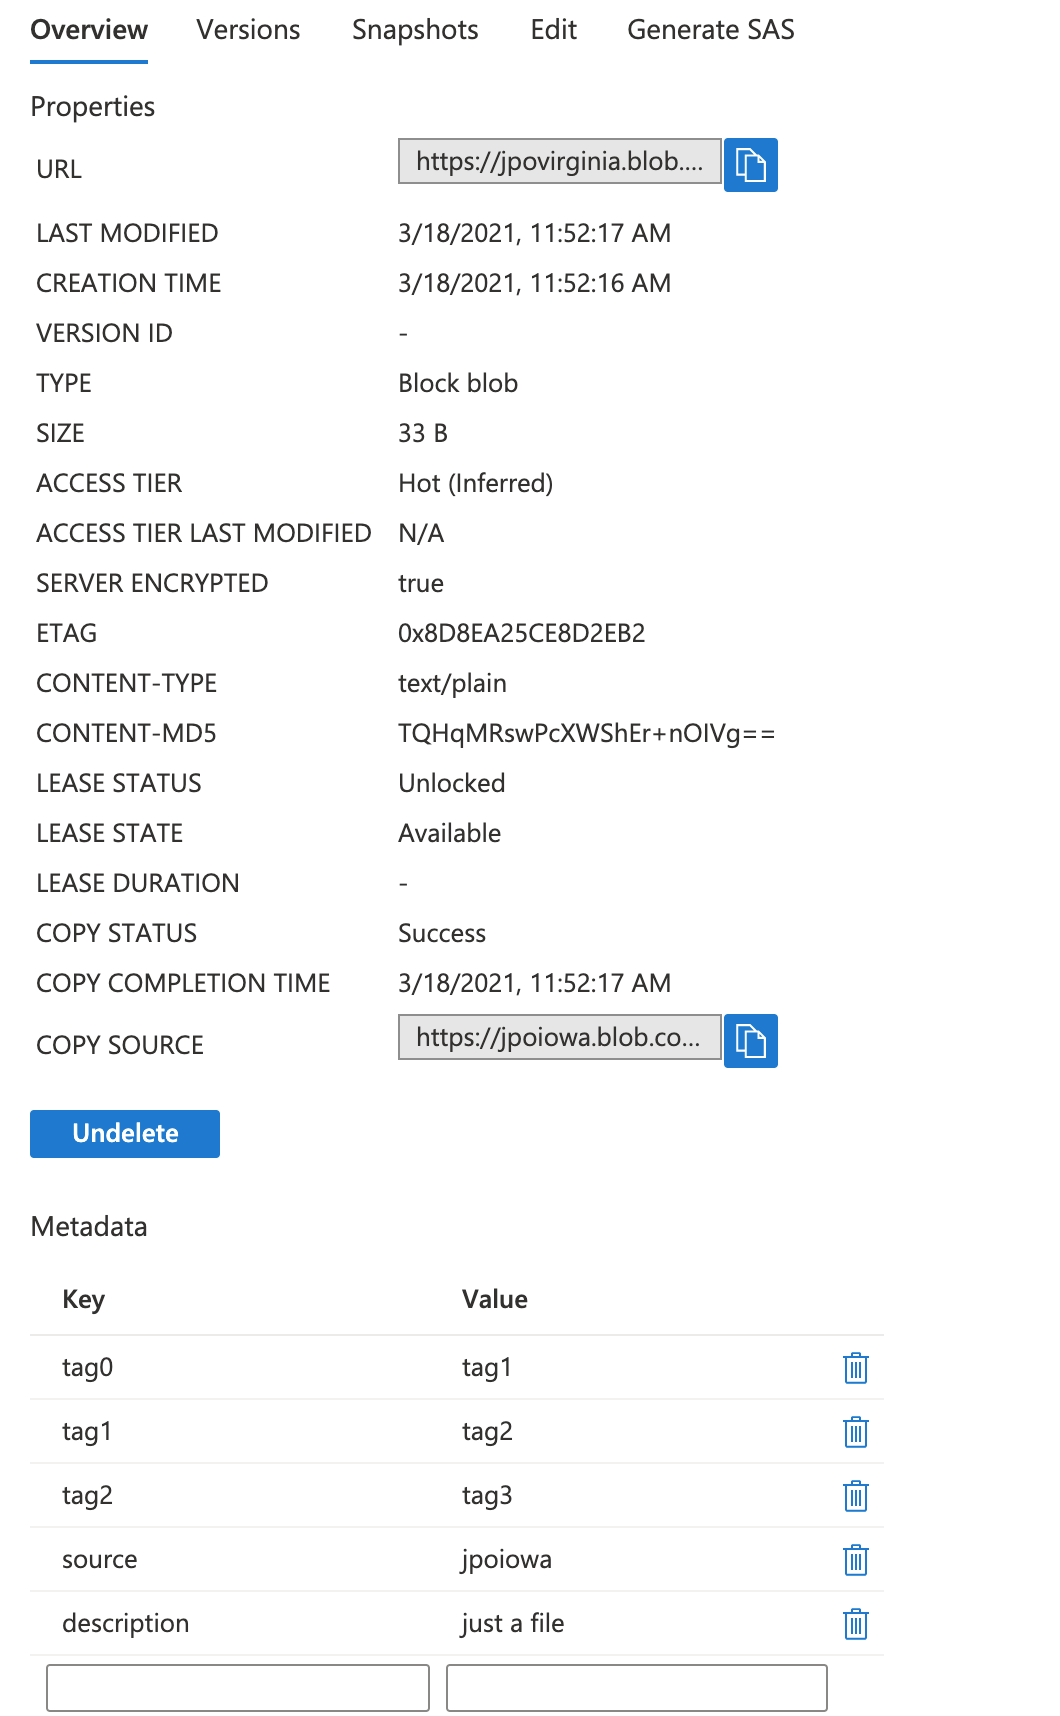 Overview Versions Snapshots Edit Generate SAS
Properties
URL https://jpovirginia.blob....
LAST MODIFIED 3/18/2021, 11:52:17 AM
CREATION TIME 3/18/2021, 11:52:16 AM
VERSION ID -
TYPE Block blob
SIZE 33 B
ACCESS TIER Hot (Inferred)
ACCESS TIER LAST MODIFIED N/A
SERVER ENCRYPTED true
ETAG 0x8D8EA25CE8D2EB2
CONTENT-TYPE text/plain
CONTENT-MD5 TQHqMRswPcXWShEr+nOIVg==
LEASE STATUS Unlocked
LEASE STATE Available
LEASE DURATION -
COPY STATUS Success
COPY COMPLETION TIME 3/18/2021, 11:52:17 AM
COPY SOURCE https://jpoiowa.blob.co...
Undelete
Metadata
Key Value
tag0 tag1
tag1 tag2
tag2 tag3
source jpoiowa
description just a file